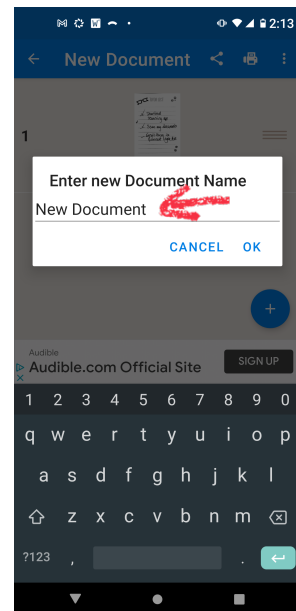 2:13
New Document
1
Enter new Document Name
New Document
CANCEL OK
+
Audible
Audible.com Official Site
SIGN UP
1 2 3 4 5 6 7 8 9 0
q w e r t y u i o p
a s d f g h j k l
z x c v b n m
?123 , .